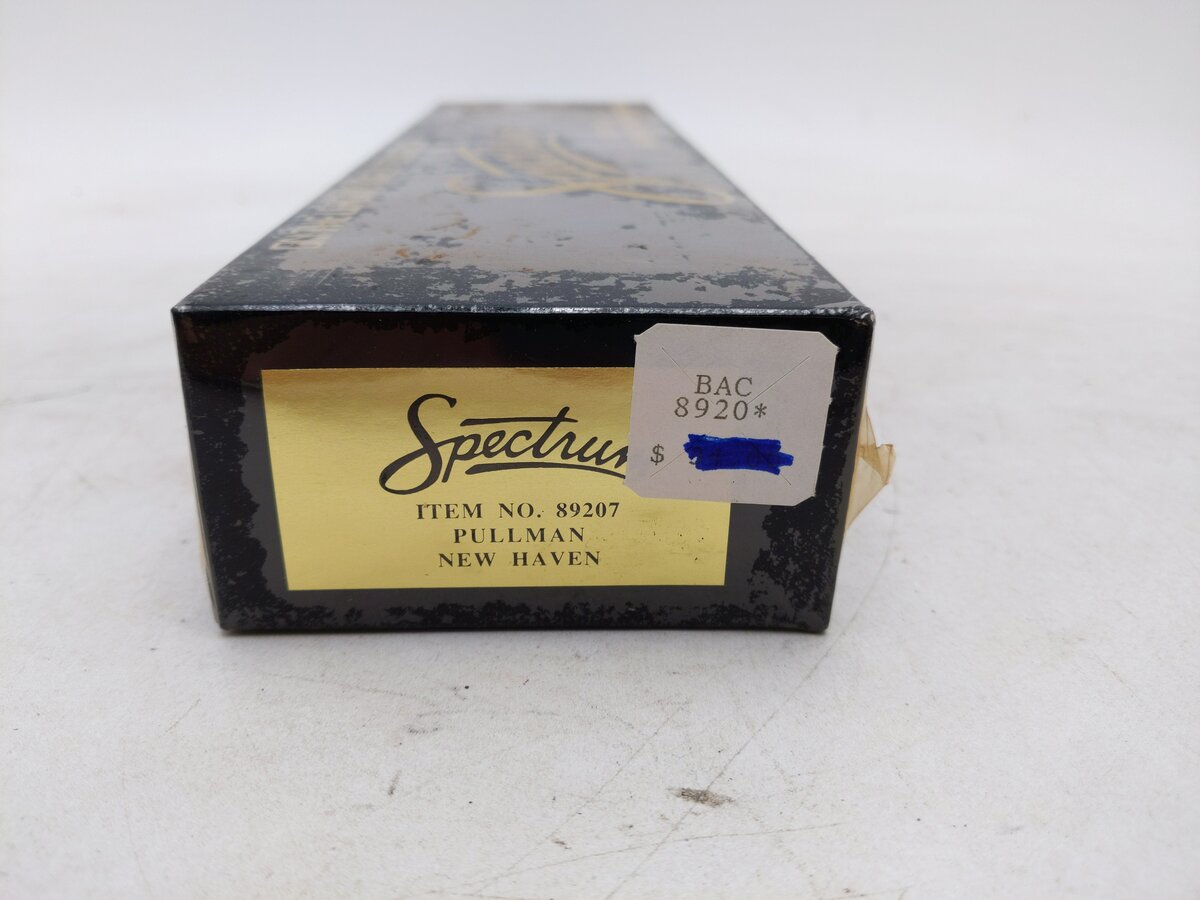 Spectrum
ITEM NO. 89207
PULLMAN
NEW HAVEN
BAC
8920*
$